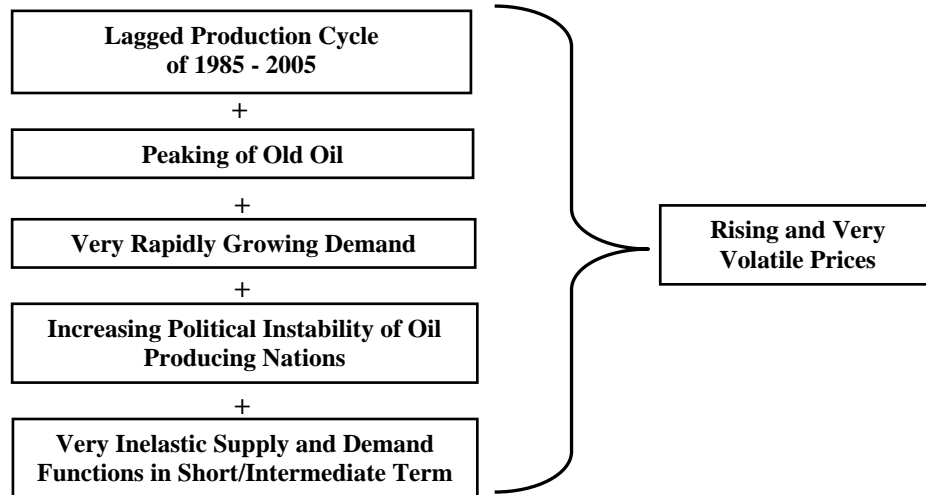 Lagged Production Cycle
of 1985 - 2005
+
Peaking of Old Oil
+
Very Rapidly Growing Demand
+
Increasing Political Instability of Oil
Producing Nations
+
Very Inelastic Supply and Demand
Functions in Short/Intermediate Term
Rising and Very
Volatile Prices